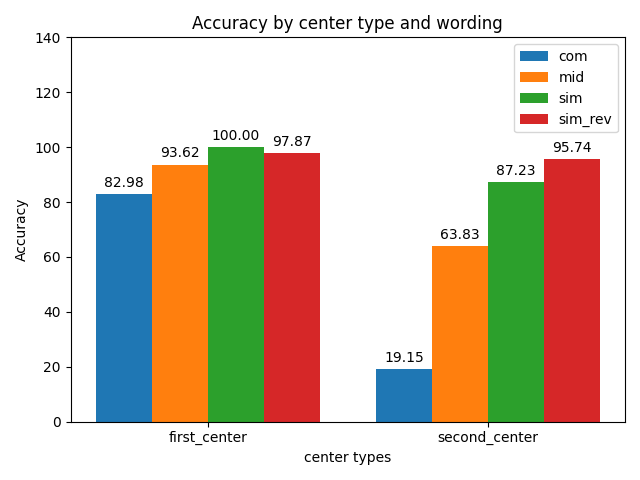 Accuracy by center type and wording
140
120
100
80
60
40
20
0
Accuracy
com
mid
sim
sim_rev
82.98
93.62
100.00
97.87
19.15
63.83
87.23
95.74
first_center
second_center
center types